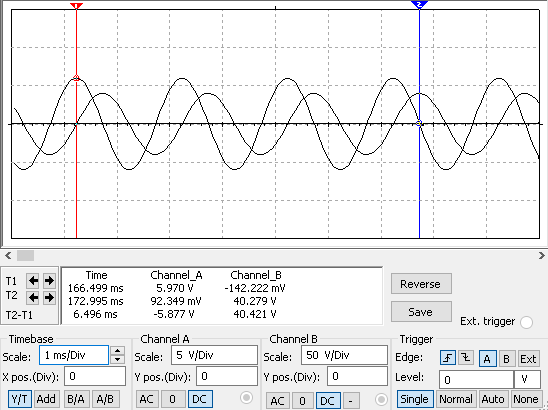 1 2
Time Channel_A Channel_B
T1 166.499 ms 5.970 V -142.222 mV
T2 172.995 ms 92.349 mV 40.279 V
T2-T1 6.496 ms -5.877 V 40.421 V
Reverse
Save
Ext. trigger
Timebase Channel A Channel B Trigger
Scale: 1 ms/Div Scale: 5 V/Div Scale: 50 V/Div Edge: A B Ext
X pos.(Div): 0 Y pos.(Div): 0 Y pos.(Div): 0 Level: 0 V
Y/T Add B/A A/B AC 0 DC AC 0 DC - Single Normal Auto None